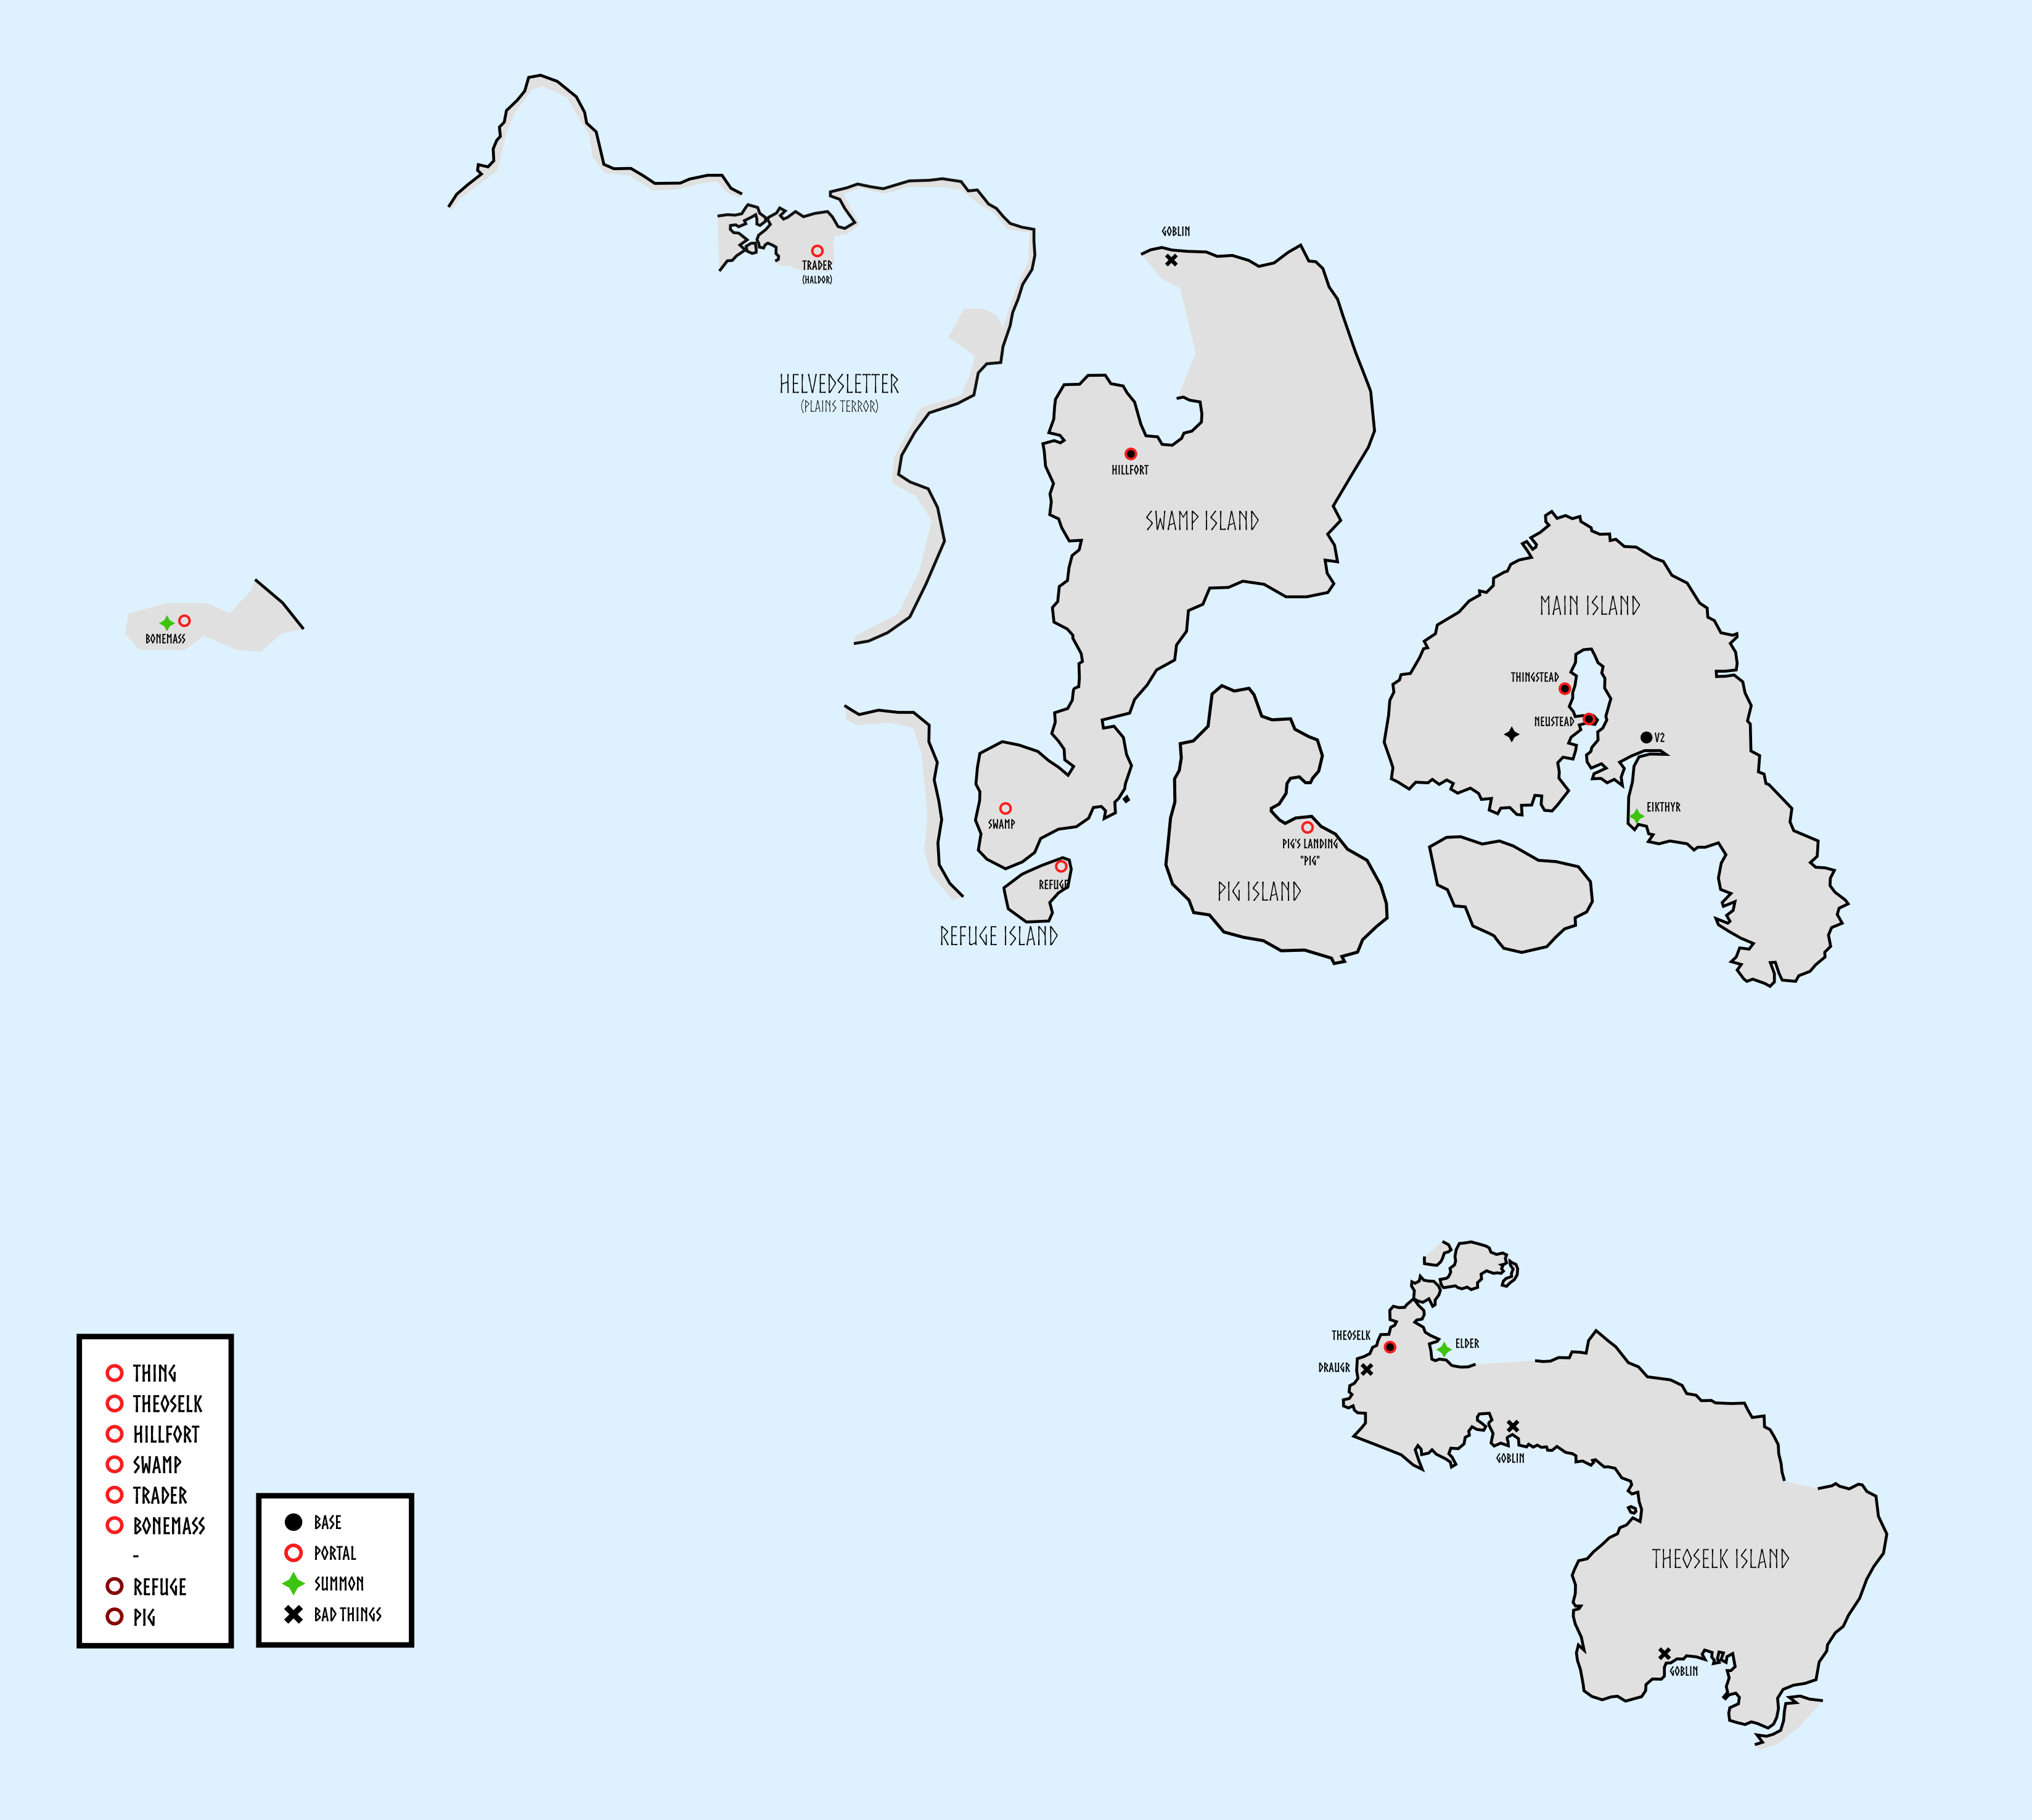 GOBLIN
TRADER
(HALDOR)
HELVEDSLETTER
(PLAINS TERROR)
HILLFORT
SWAMP ISLAND
MAIN ISLAND
BONEMASS
THINGSTEAD
NEUSTEAD
V2
EIKTHYR
SWAMP
PIG'S LANDING
"PIG"
REFUGE
PIG ISLAND
REFUGE ISLAND
THEOSELK
ELDER
DRAUGR
GOBLIN
THEOSELK ISLAND
GOBLIN
THING
THEOSELK
HILLFORT
SWAMP
TRADER
BONEMASS
-
REFUGE
PIG
BASE
PORTAL
SUMMON
BAD THINGS